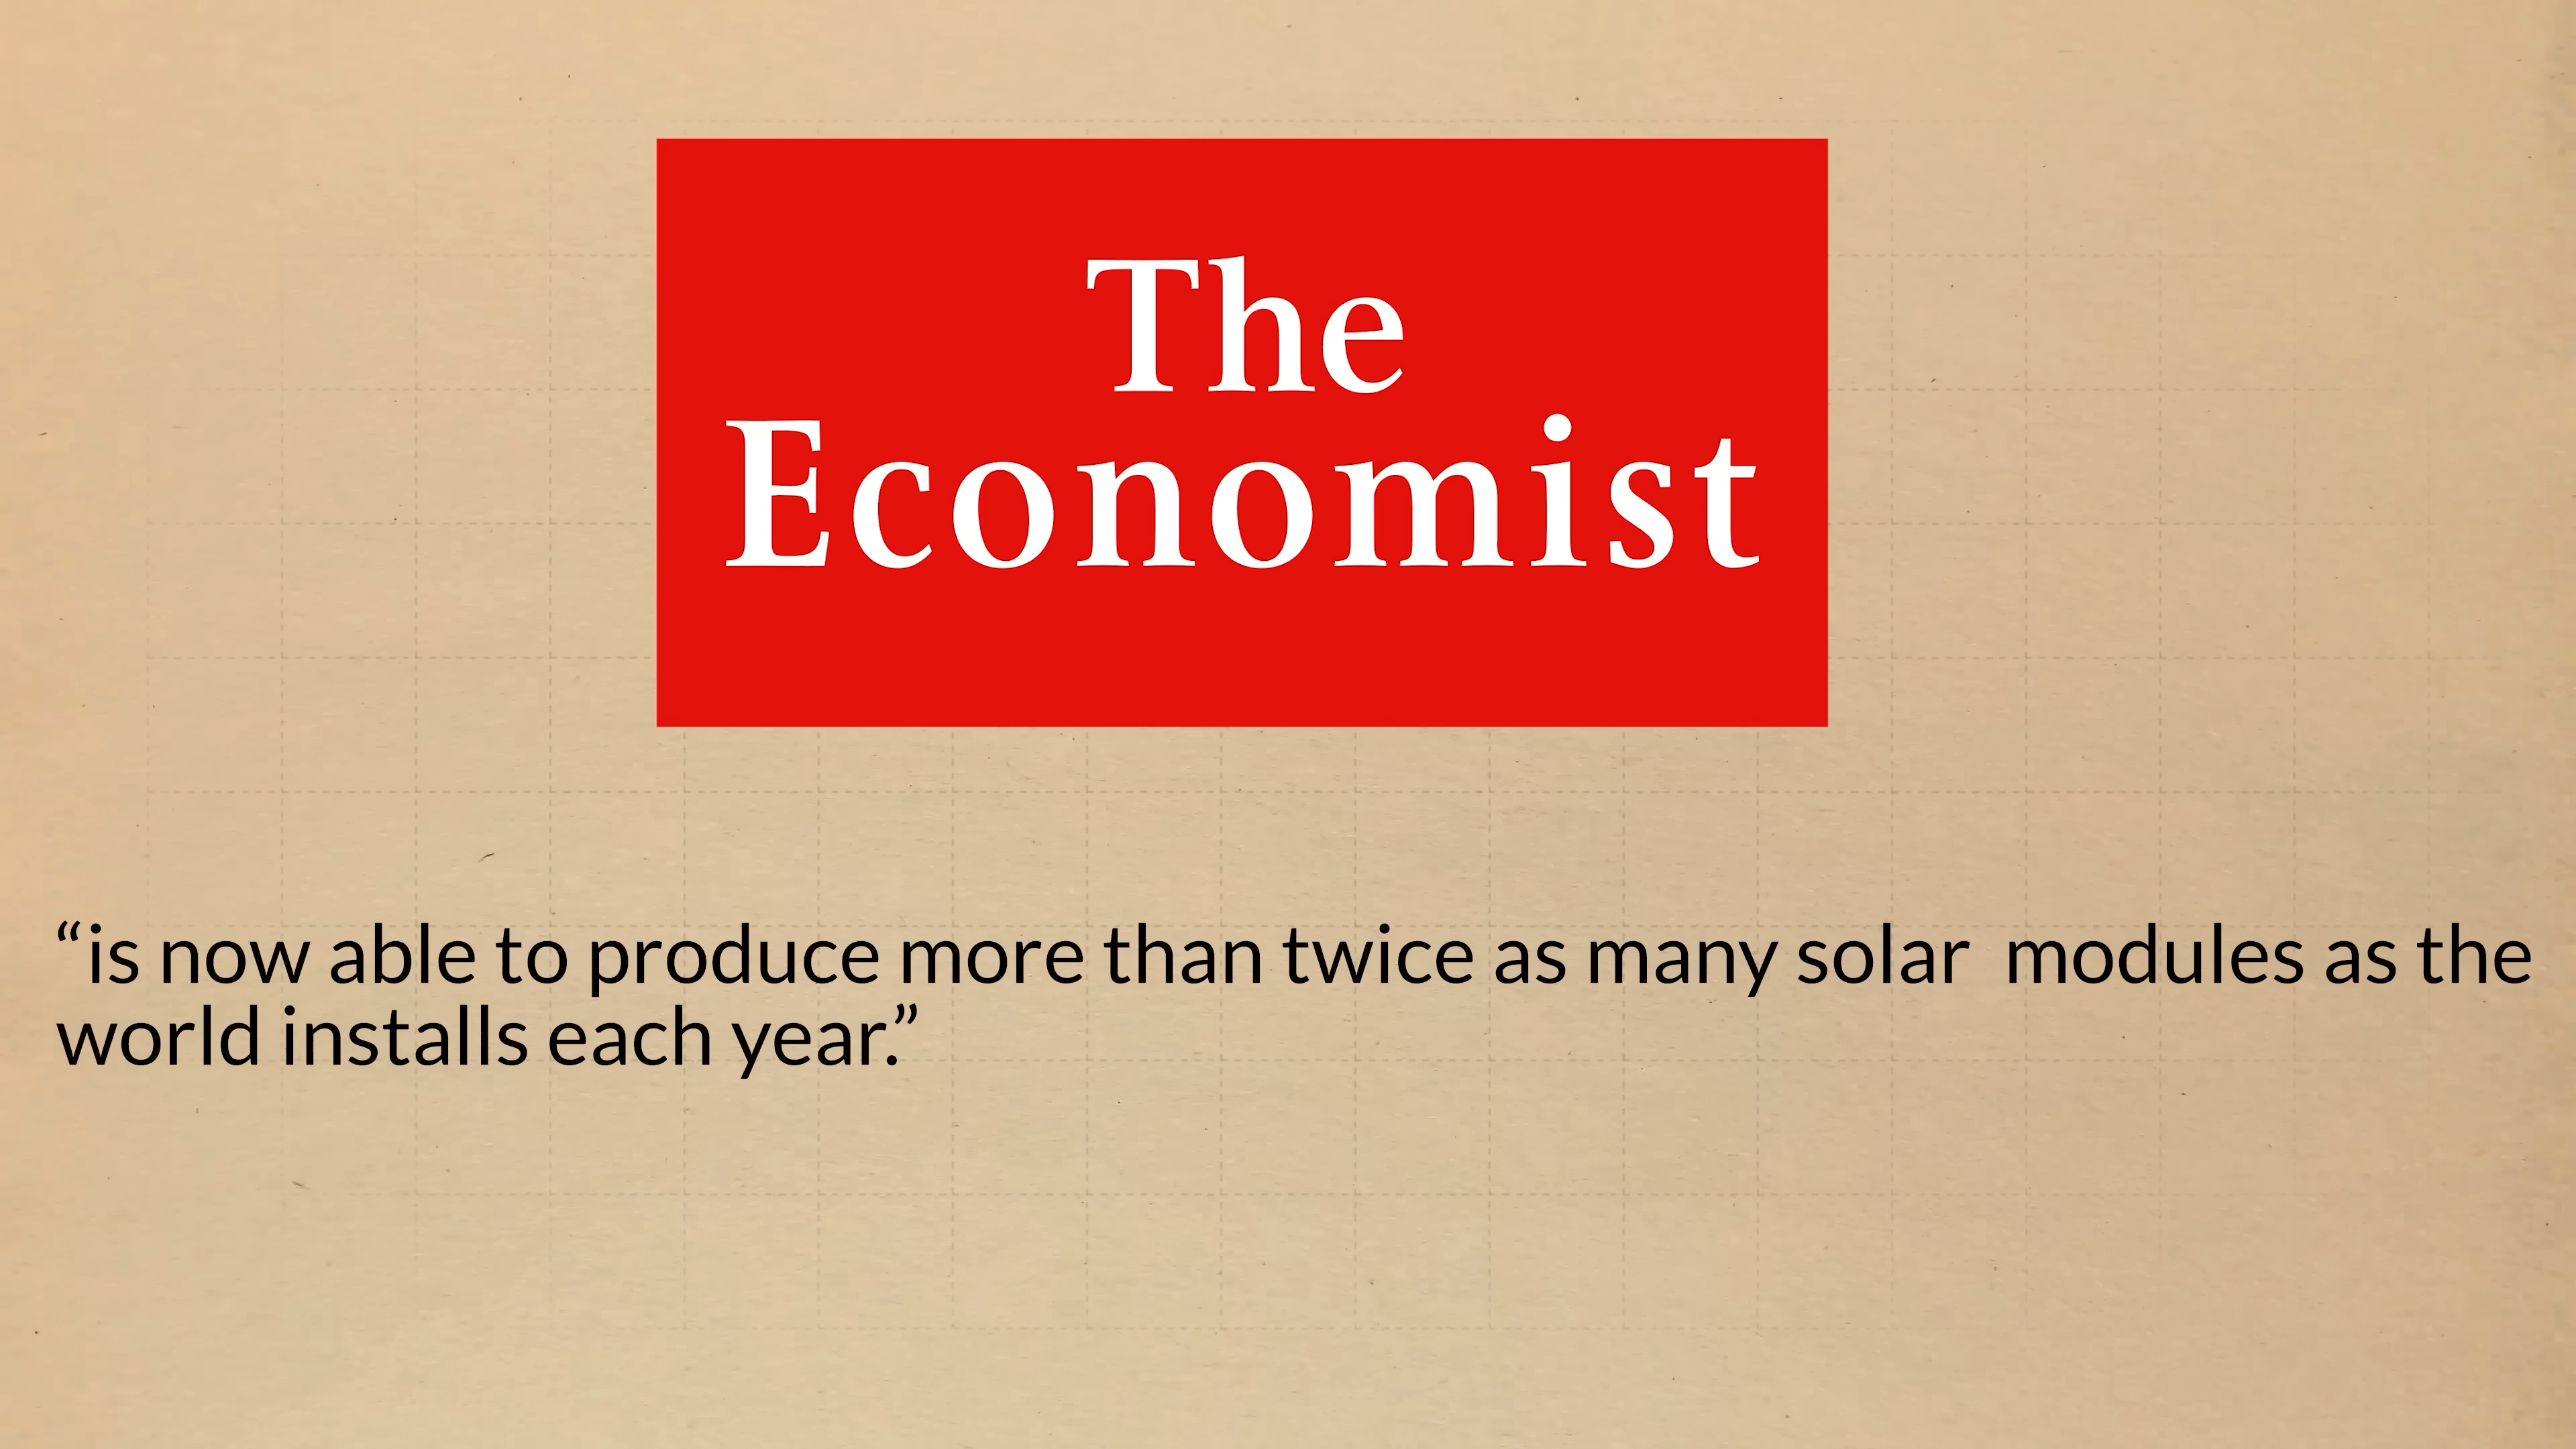 The
Economist
“is now able to produce more than twice as many solar  modules as the
world installs each year.”